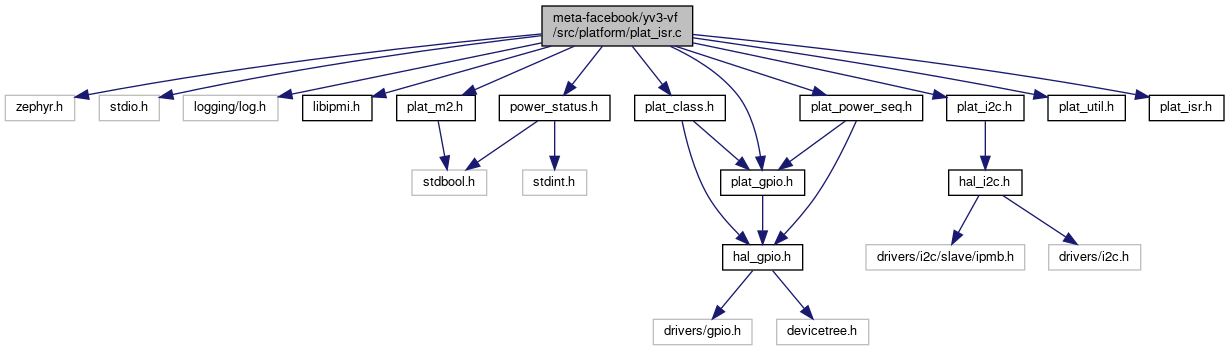 meta-facebook/yv3-vf
/src/platform/plat_isr.c
zephyr.h
stdio.h
logging/log.h
libipmi.h
plat_m2.h
power_status.h
plat_class.h
plat_power_seq.h
plat_i2c.h
plat_util.h
plat_isr.h
stdbool.h
stdint.h
plat_gpio.h
hal_i2c.h
hal_gpio.h
drivers/i2c/slave/ipmb.h
drivers/i2c.h
drivers/gpio.h
devicetree.h